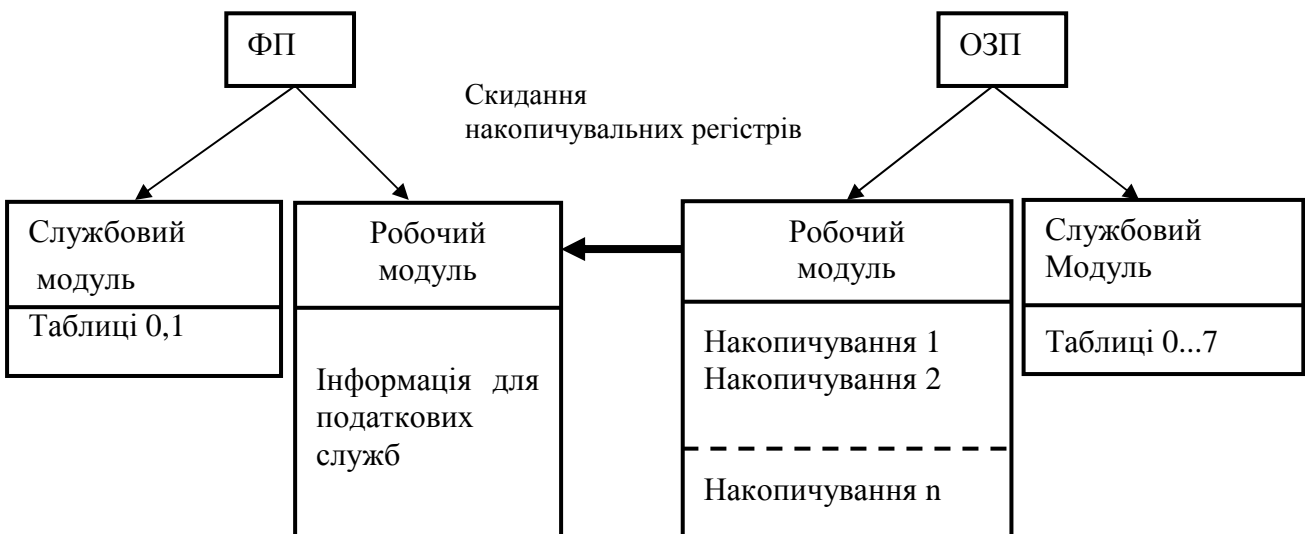 ФП
ОЗП
Скидання
накопичувальних регістрів
Службовий
модуль
Таблиці 0,1
Робочий
модуль
Інформація для
податкових
служб
Робочий
модуль
Накопичування 1
Накопичування 2
Накопичування n
Службовий
Модуль
Таблиці 0...7